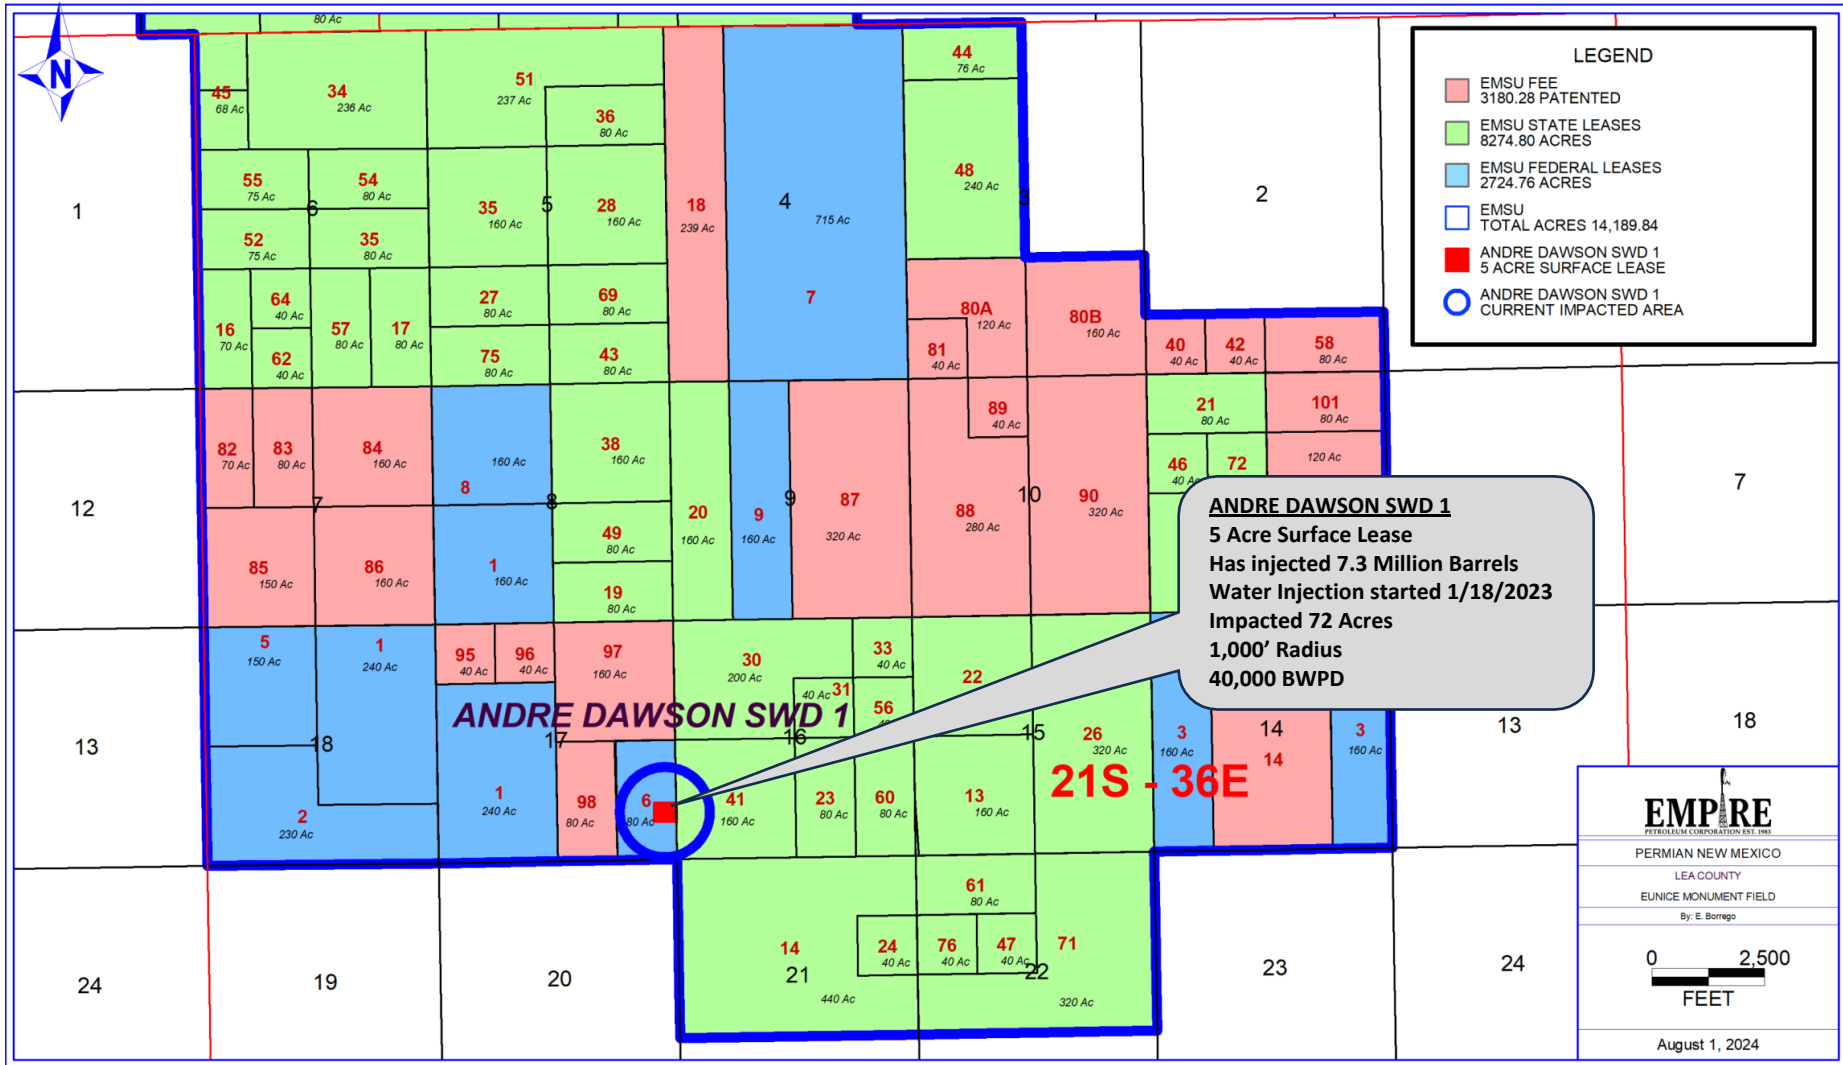 80 Ac
N
45
68 Ac
34
236 Ac
51
237 Ac
36
80 Ac
44
76 Ac
48
240 Ac
3
55
75 Ac
54
80 Ac
6
52
75 Ac
35
80 Ac
35
160 Ac
5
28
160 Ac
18
239 Ac
4
715 Ac
7
1
2
16
70 Ac
64
40 Ac
62
40 Ac
57
80 Ac
17
80 Ac
27
80 Ac
69
80 Ac
75
80 Ac
43
80 Ac
80A
120 Ac
81
40 Ac
80B
160 Ac
40
40 Ac
42
40 Ac
58
80 Ac
LEGEND
EMSU FEE
3180.28 PATENTED
EMSU STATE LEASES
8274.80 ACRES
EMSU FEDERAL LEASES
2724.76 ACRES
EMSU
TOTAL ACRES 14,189.84
ANDRE DAWSON SWD 1
5 ACRE SURFACE LEASE
ANDRE DAWSON SWD 1
CURRENT IMPACTED AREA
12
82
70 Ac
83
80 Ac
84
160 Ac
7
85
150 Ac
86
160 Ac
160 Ac
8
8
1
160 Ac
38
160 Ac
49
80 Ac
19
80 Ac
20
160 Ac
9
160 Ac
9
87
320 Ac
88
280 Ac
89
40 Ac
10
90
320 Ac
21
80 Ac
101
80 Ac
46
40 Ac
72
120 Ac
7
ANDRE DAWSON SWD 1
5 Acre Surface Lease
Has injected 7.3 Million Barrels
Water Injection started 1/18/2023
Impacted 72 Acres
1,000’ Radius
40,000 BWPD
13
5
150 Ac
1
240 Ac
18
2
230 Ac
95
40 Ac
96
40 Ac
97
160 Ac
ANDRE DAWSON SWD 1
17
1
240 Ac
98
80 Ac
6
80 Ac
30
200 Ac
33
40 Ac
40 Ac
31
56
16
41
160 Ac
23
80 Ac
60
80 Ac
22
15
13
160 Ac
26
320 Ac
21S - 36E
3
160 Ac
14
14
3
160 Ac
13
18
24
19
20
14
21
440 Ac
61
80 Ac
24
40 Ac
76
40 Ac
47
40 Ac
22
71
320 Ac
23
24
EMPIRE
PETROLEUM CORPORATION EST. 1983
PERMIAN NEW MEXICO
LEA COUNTY
EUNICE MONUMENT FIELD
By: E. Borrego
0 2,500
FEET
August 1, 2024